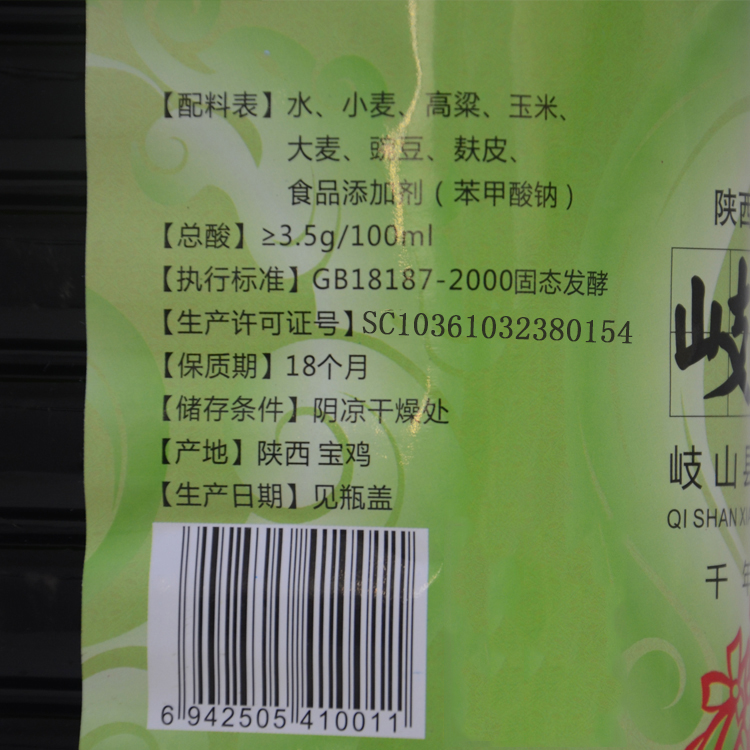 【配料表】水、小麦、高粱、玉米、
大麦、豌豆、麸皮、
食品添加剂（苯甲酸钠）
【总酸】≥3.5g/100ml
【执行标准】GB18187-2000固态发酵
【生产许可证号】SC10361032380154
【保质期】18个月
【储存条件】阴凉干燥处
【产地】陕西 宝鸡
【生产日期】见瓶盖
6 942505 410011
陕西
岐
岐山县
QI SHAN
千年